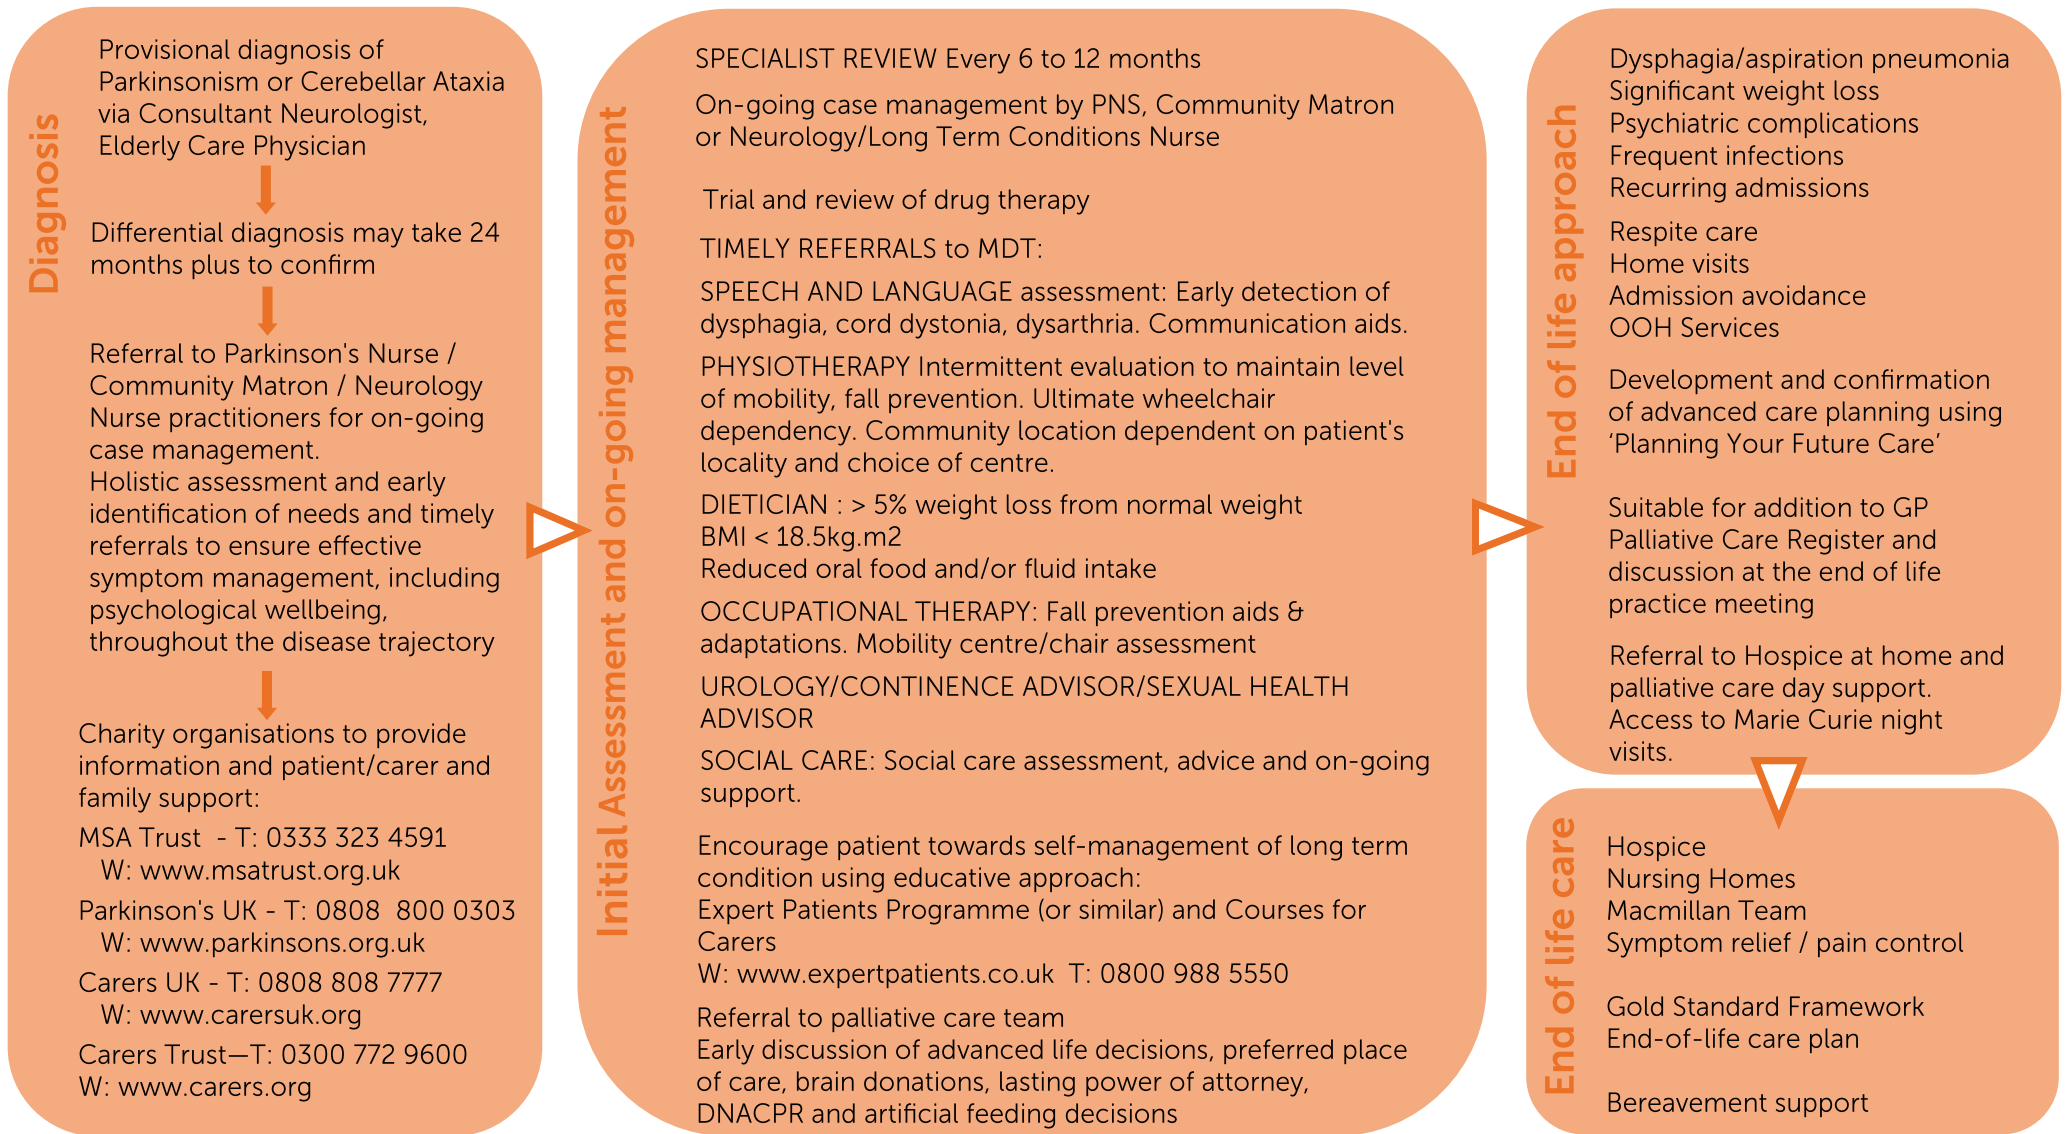 Diagnosis
Provisional diagnosis of
Parkinsonism or Cerebellar Ataxia
via Consultant Neurologist,
Elderly Care Physician
Differential diagnosis may take 24
months plus to confirm
Referral to Parkinson's Nurse /
Community Matron / Neurology
Nurse practitioners for on-going
case management.
Holistic assessment and early
identification of needs and timely
referrals to ensure effective
symptom management, including
psychological wellbeing,
throughout the disease trajectory
Charity organisations to provide
information and patient/carer and
family support:
MSA Trust - T: 0333 323 4591
W: www.msatrust.org.uk
Parkinson's UK - T: 0808 800 0303
W: www.parkinsons.org.uk
Carers UK - T: 0808 808 7777
W: www.carersuk.org
Carers Trust—T: 0300 772 9600
W: www.carers.org
Initial Assessment and on-going management
SPECIALIST REVIEW Every 6 to 12 months
On-going case management by PNS, Community Matron
or Neurology/Long Term Conditions Nurse
Trial and review of drug therapy
TIMELY REFERRALS to MDT:
SPEECH AND LANGUAGE assessment: Early detection of
dysphagia, cord dystonia, dysarthria. Communication aids.
PHYSIOTHERAPY Intermittent evaluation to maintain level
of mobility, fall prevention. Ultimate wheelchair
dependency. Community location dependent on patient's
locality and choice of centre.
DIETICIAN : > 5% weight loss from normal weight
BMI < 18.5kg.m2
Reduced oral food and/or fluid intake
OCCUPATIONAL THERAPY: Fall prevention aids &
adaptations. Mobility centre/chair assessment
UROLOGY/CONTINENCE ADVISOR/SEXUAL HEALTH
ADVISOR
SOCIAL CARE: Social care assessment, advice and on-going
support.
Encourage patient towards self-management of long term
condition using educative approach:
Expert Patients Programme (or similar) and Courses for
Carers
W: www.expertpatients.co.uk T: 0800 988 5550
Referral to palliative care team
Early discussion of advanced life decisions, preferred place
of care, brain donations, lasting power of attorney,
DNACPR and artificial feeding decisions
End of life approach
Dysphagia/aspiration pneumonia
Significant weight loss
Psychiatric complications
Frequent infections
Recurring admissions
Respite care
Home visits
Admission avoidance
OOH Services
Development and confirmation
of advanced care planning using
‘Planning Your Future Care’
Suitable for addition to GP
Palliative Care Register and
discussion at the end of life
practice meeting
Referral to Hospice at home and
palliative care day support.
Access to Marie Curie night
visits.
End of life care
Hospice
Nursing Homes
Macmillan Team
Symptom relief / pain control
Gold Standard Framework
End-of-life care plan
Bereavement support